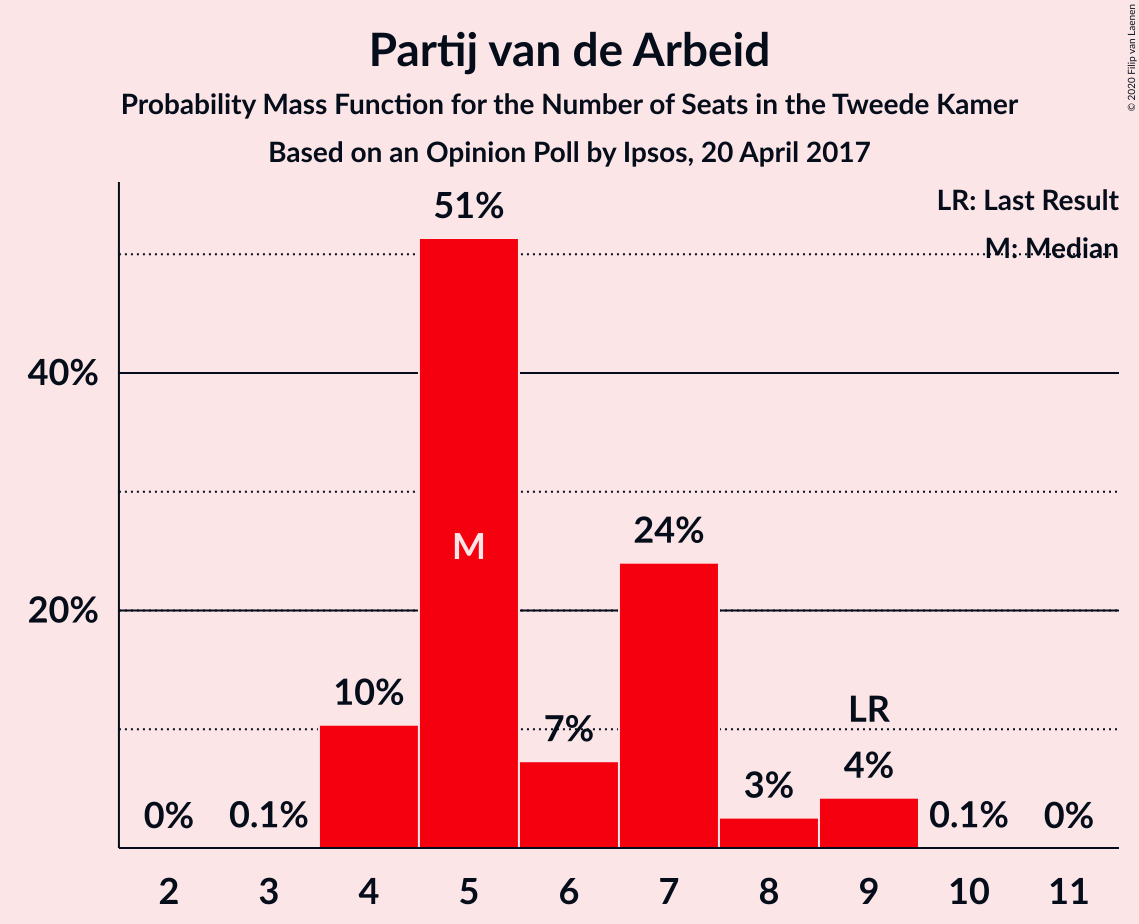 Partij van de Arbeid
Probability Mass Function for the Number of Seats in the Tweede Kamer
Based on an Opinion Poll by Ipsos, 20 April 2017
© 2020 Filip van Laenen
LR: Last Result
M: Median
40%
20%
0% 0.1% 10% 51% 7% 24% 3% 4% 0.1% 0%
M
LR
2 3 4 5 6 7 8 9 10 11